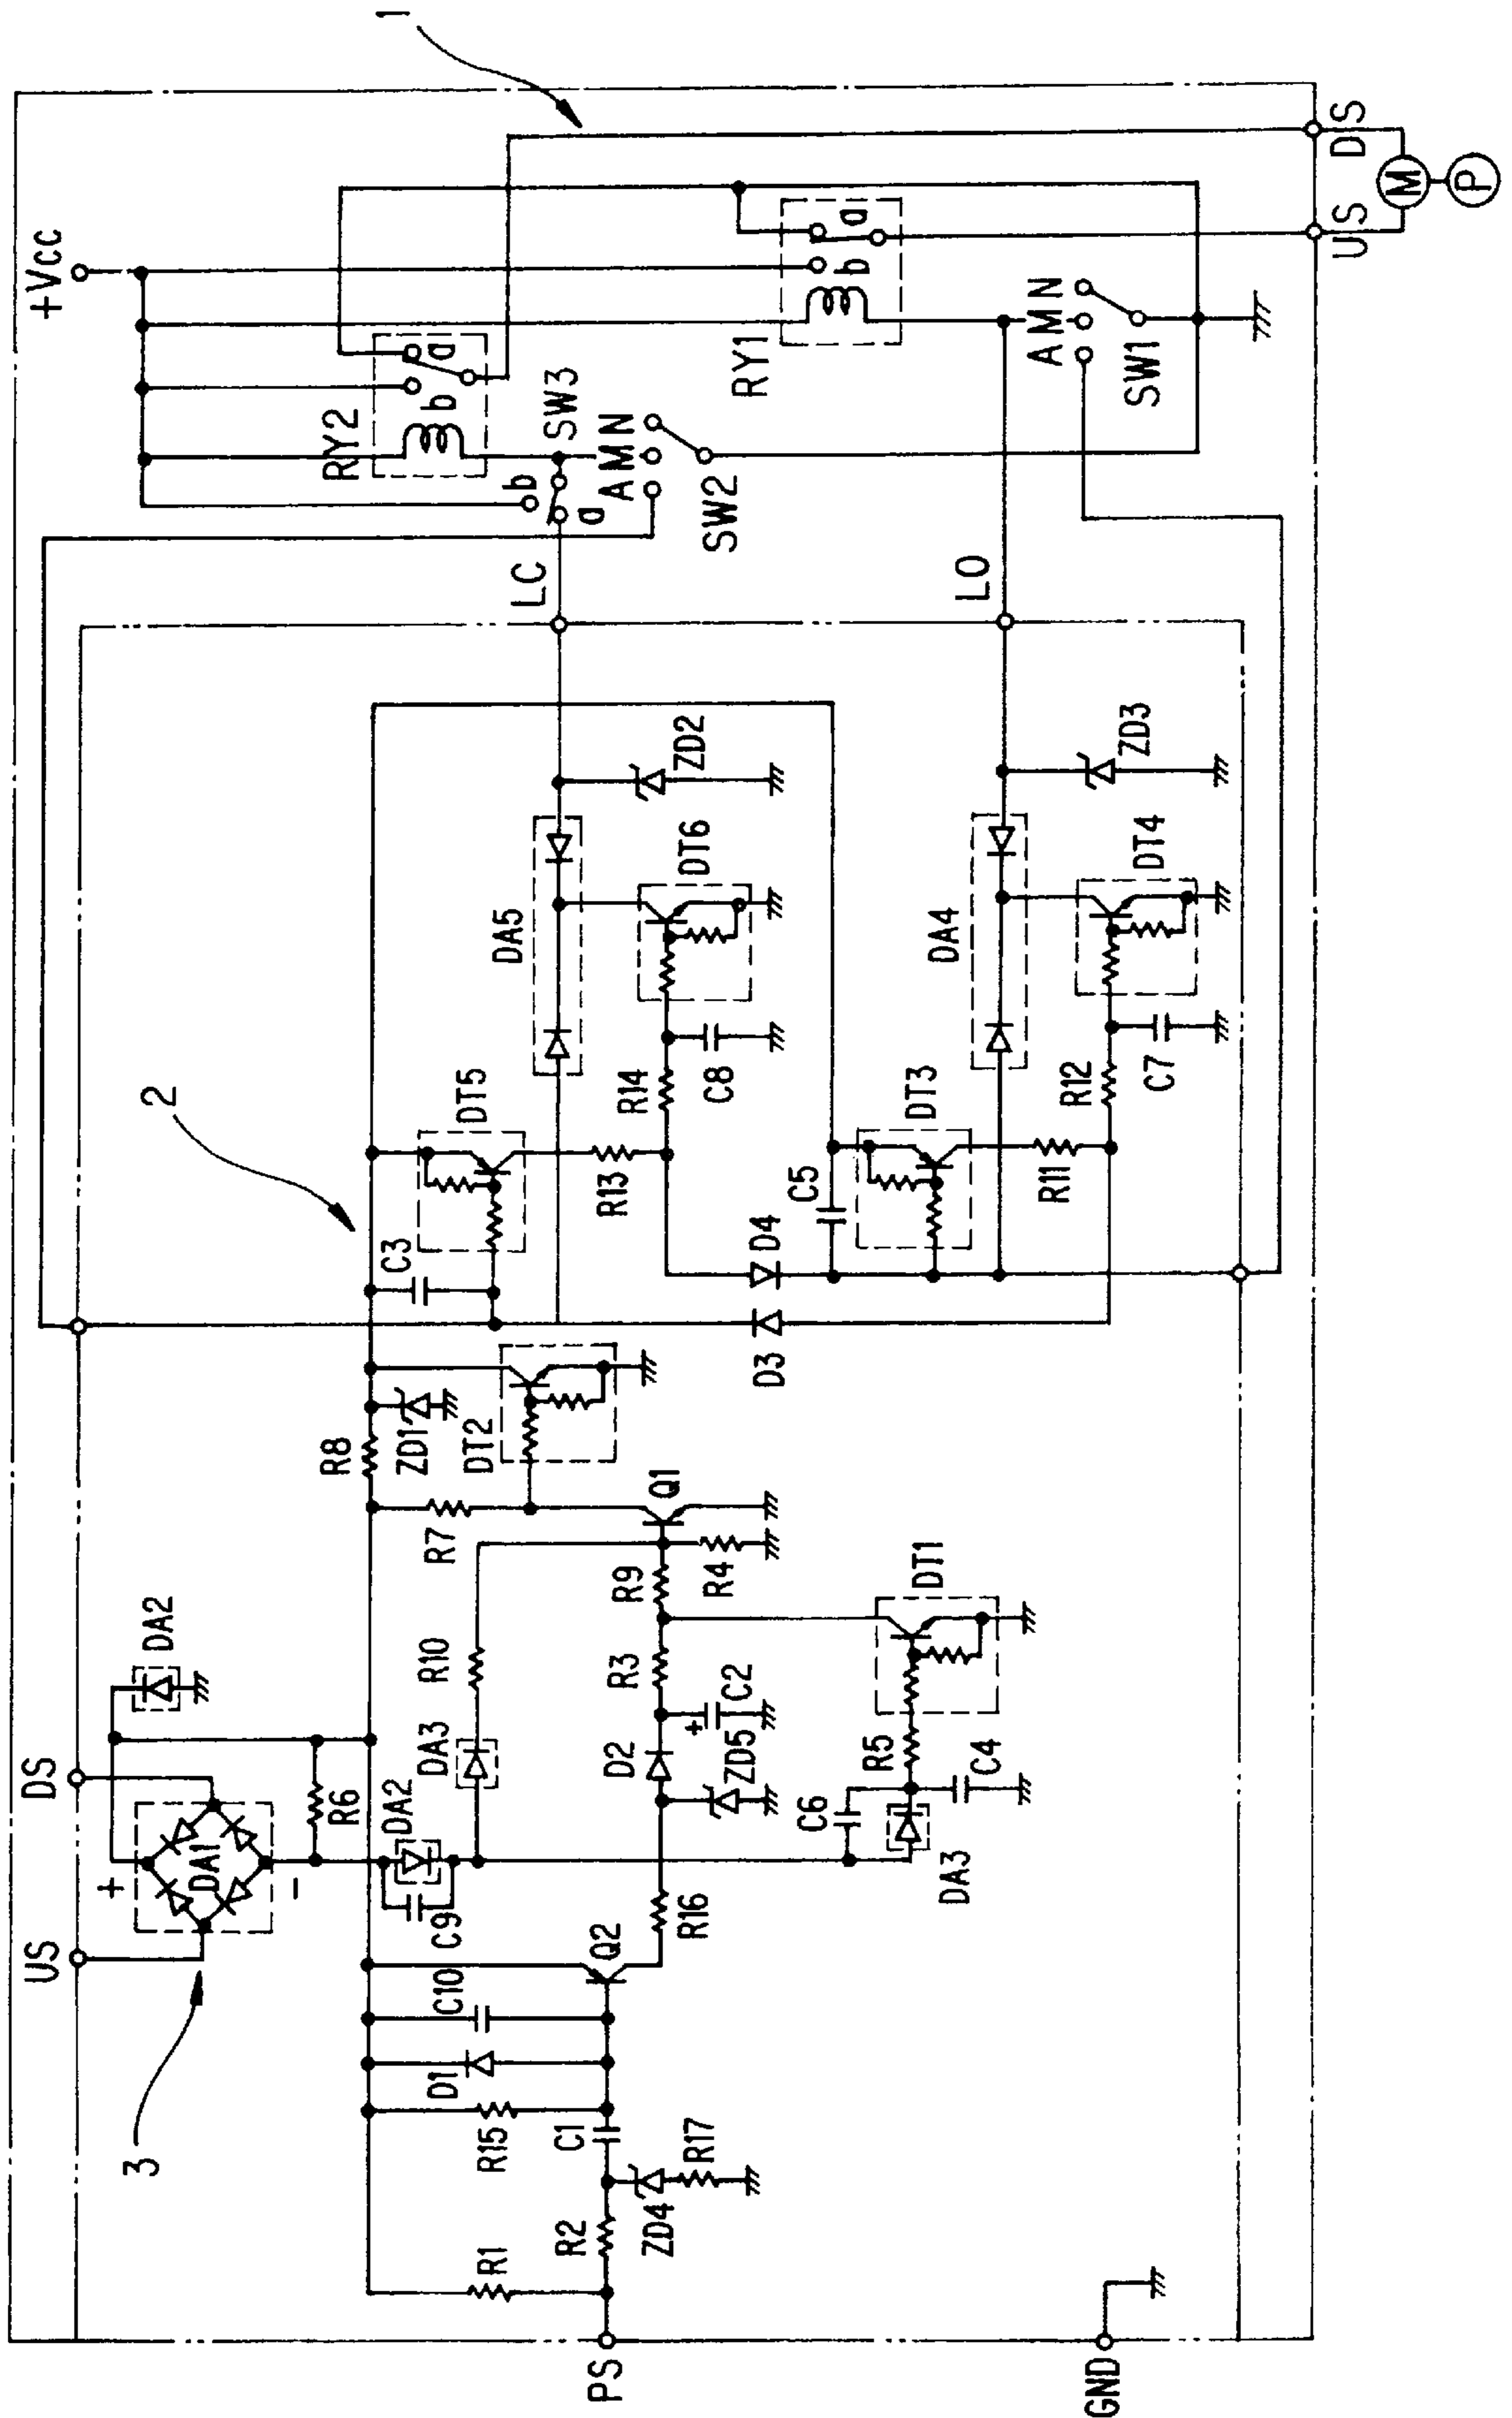 1
+Vcc
D S
U S
M
P
RY2
a
b
SW3
b
a
A M N
SW2
RY1
a
b
A M N
SW1
LC
LO
2
DA5
ZD2
DT6
DT5
R14
C8
C3
R13
DA4
ZD3
DT4
DT3
R12
C7
C5
R11
D4
D3
R8
ZD1
DT2
R7
Q1
R9
R4
DT1
DA2
DS
US
DA1
+
-
R6
R10
DA3
DA2
C9
R3
C2
+
D2
ZD5
R5
C4
C6
DA3
R16
Q2
C10
D1
R15
C1
R17
ZD4
R2
R1
3
PS
GND